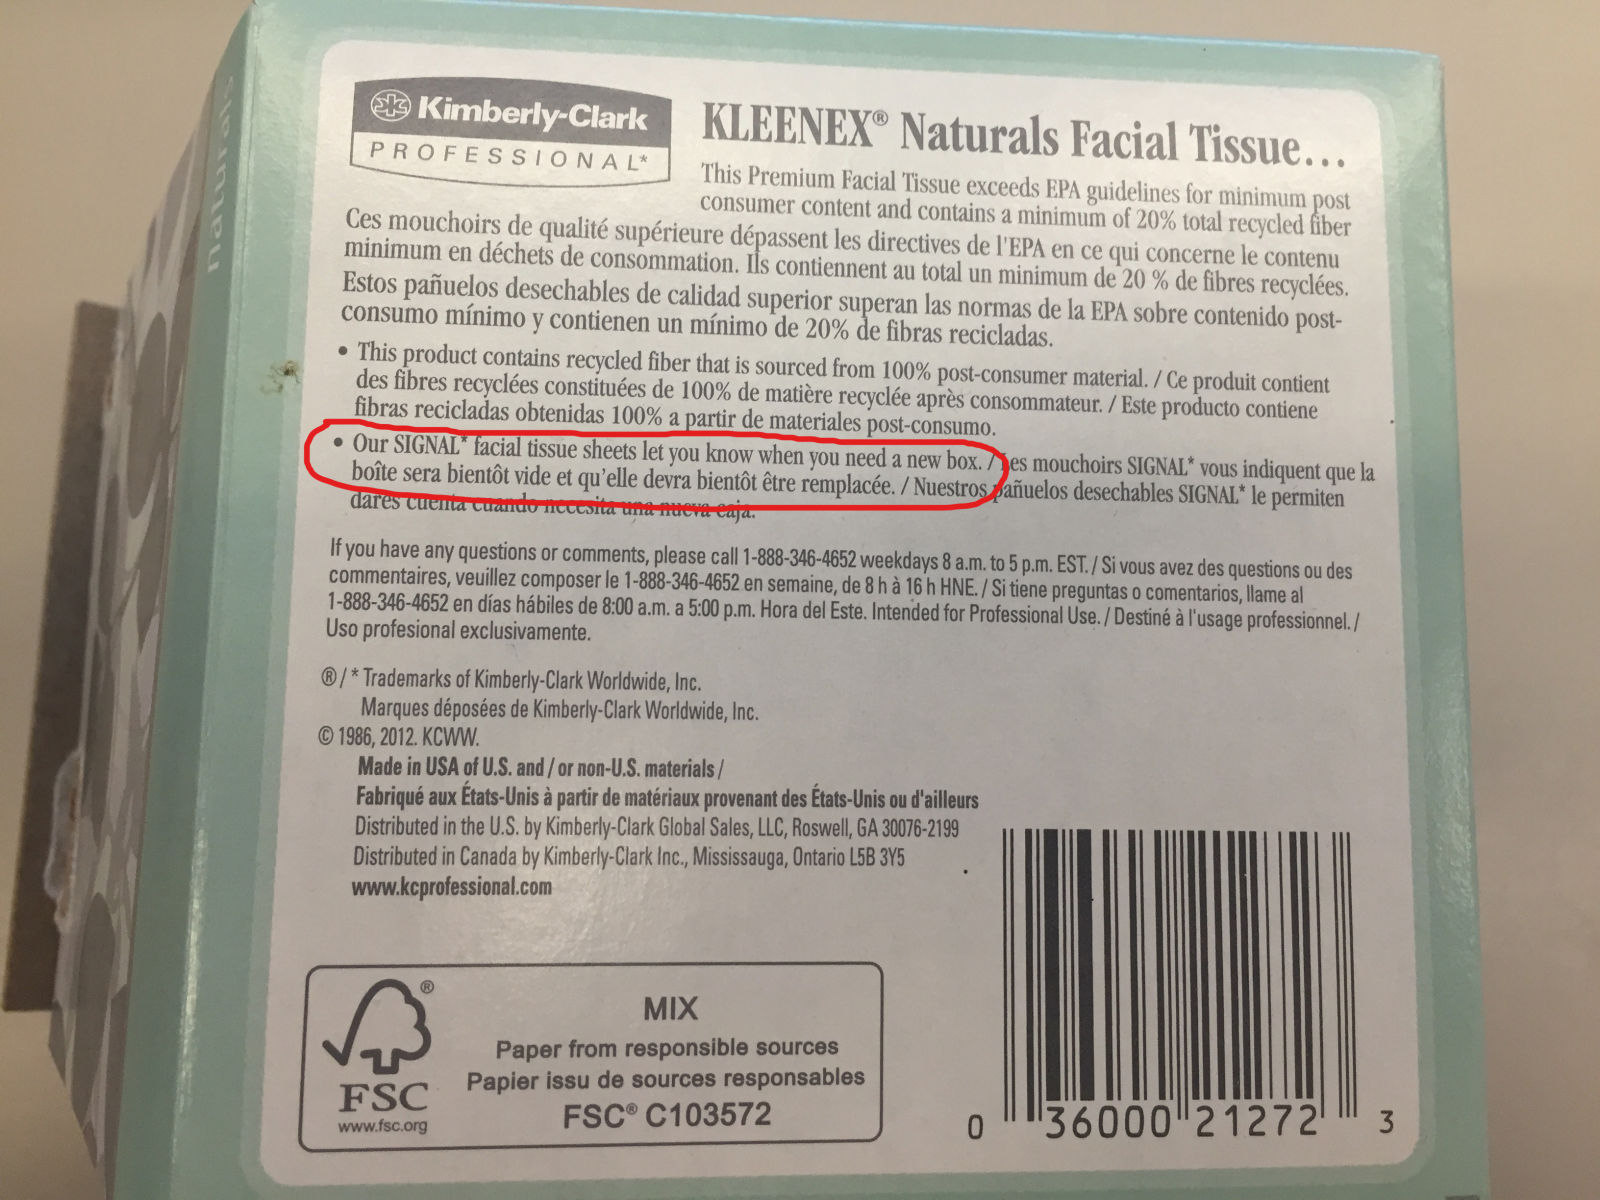 naturals
Kimberly-Clark
PROFESSIONAL*
KLEENEX® Naturals Facial Tissue...
This Premium Facial Tissue exceeds EPA guidelines for minimum post
consumer content and contains a minimum of 20% total recycled fiber
Ces mouchoirs de qualité supérieure dépassent les directives de l'EPA en ce qui concerne le contenu
minimum en déchets de consommation. Ils contiennent au total un minimum de 20 % de fibres recyclées.
Estos pañuelos desechables de calidad superior superan las normas de la EPA sobre contenido post-
consumo mínimo y contienen un mínimo de 20% de fibras recicladas.
• This product contains recycled fiber that is sourced from 100% post-consumer material. / Ce produit contient
des fibres recyclées constituées de 100% de matière recyclée après consommateur. / Este producto contiene
fibras recicladas obtenidas 100% a partir de materiales post-consumo.
• Our SIGNAL* facial tissue sheets let you know when you need a new box. / Les mouchoirs SIGNAL* vous indiquent que la
boîte sera bientôt vide et qu'elle devra bientôt être remplacée. / Nuestros pañuelos desechables SIGNAL* le permiten
dares cuenta cuando necesita una nueva caja.
If you have any questions or comments, please call 1-888-346-4652 weekdays 8 a.m. to 5 p.m. EST. / Si vous avez des questions ou des
commentaires, veuillez composer le 1-888-346-4652 en semaine, de 8 h à 16 h HNE. / Si tiene preguntas o comentarios, llame al
1-888-346-4652 en días hábiles de 8:00 a.m. a 5:00 p.m. Hora del Este. Intended for Professional Use. / Destiné à l'usage professionnel. /
Uso profesional exclusivamente.
® / * Trademarks of Kimberly-Clark Worldwide, Inc.
Marques déposées de Kimberly-Clark Worldwide, Inc.
© 1986, 2012. KCWW.
Made in USA of U.S. and / or non-U.S. materials /
Fabriqué aux États-Unis à partir de matériaux provenant des États-Unis ou d'ailleurs
Distributed in the U.S. by Kimberly-Clark Global Sales, LLC, Roswell, GA 30076-2199
Distributed in Canada by Kimberly-Clark Inc., Mississauga, Ontario L5B 3Y5
www.kcprofessional.com
®
FSC
www.fsc.org
MIX
Paper from responsible sources
Papier issu de sources responsables
FSC® C103572
0 36000 21272 3